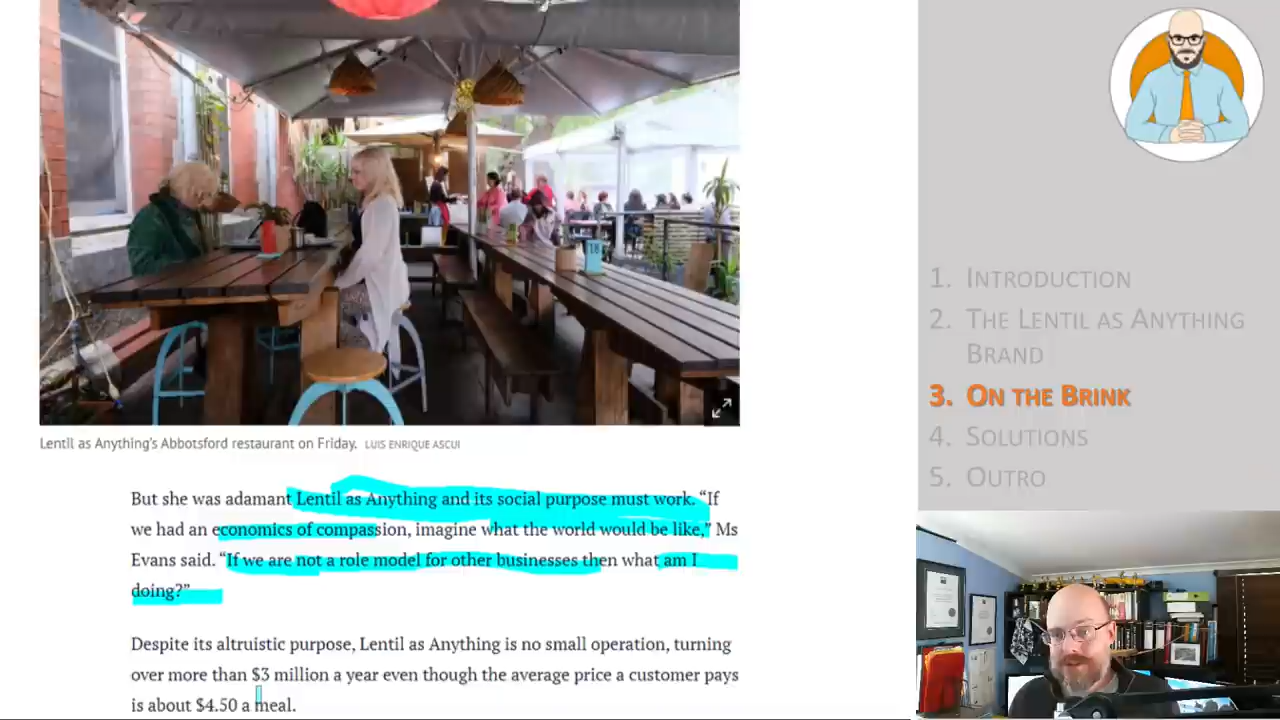 18
Lentil as Anything's Abbotsford restaurant on Friday. LUIS ENRIQUE ASCUI
But she was adamant Lentil as Anything and its social purpose must work. “If
we had an economics of compassion, imagine what the world would be like,” Ms
Evans said. “If we are not a role model for other businesses then what am I
doing?”
Despite its altruistic purpose, Lentil as Anything is no small operation, turning
over more than $3 million a year even though the average price a customer pays
is about $4.50 a meal.
1. INTRODUCTION
2. THE LENTIL AS ANYTHING
BRAND
3. ON THE BRINK
4. SOLUTIONS
5. OUTRO